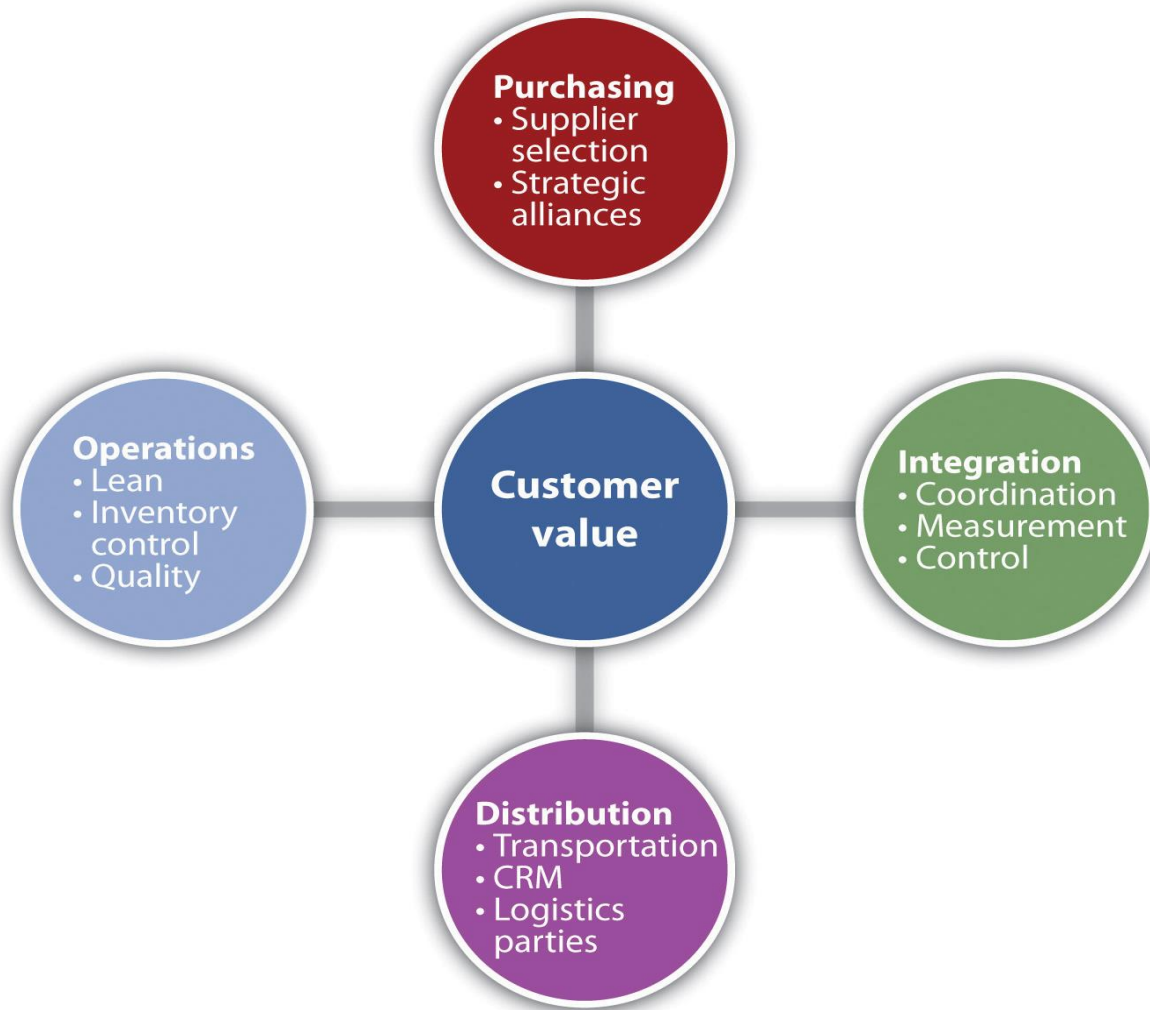 Purchasing
• Supplier
selection
• Strategic
alliances
Operations
• Lean
• Inventory
control
• Quality
Customer
value
Integration
• Coordination
• Measurement
• Control
Distribution
• Transportation
• CRM
• Logistics
parties